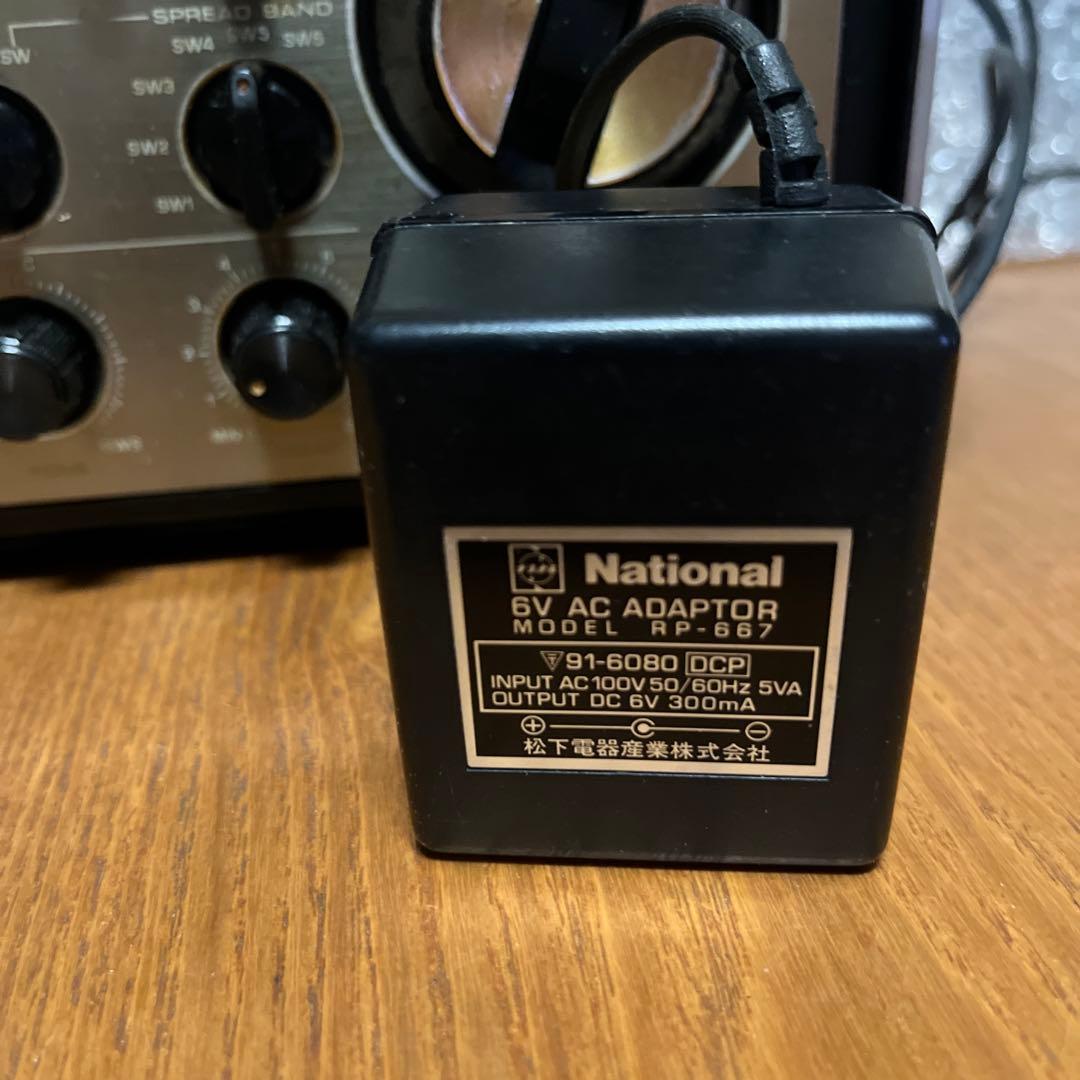 SPREAD BAND
SW
SW4 SW3 SW5
SW3
SW2
SW1
National
6V AC ADAPTOR
MODEL RP-667
91-6080 DCP
INPUT AC100V 50/60Hz 5VA
OUTPUT DC 6V 300mA
松下電器産業株式会社